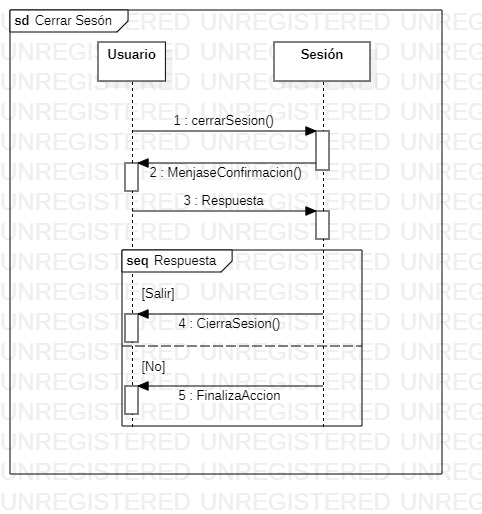 sd Cerrar Sesón
Usuario
Sesión
1 : cerrarSesion()
2 : MenjaseConfirmacion()
3 : Respuesta
seq Respuesta
[Salir]
4 : CierraSesion()
[No]
5 : FinalizaAccion
UNREGISTERED UNREGISTERED UNREGISTERED